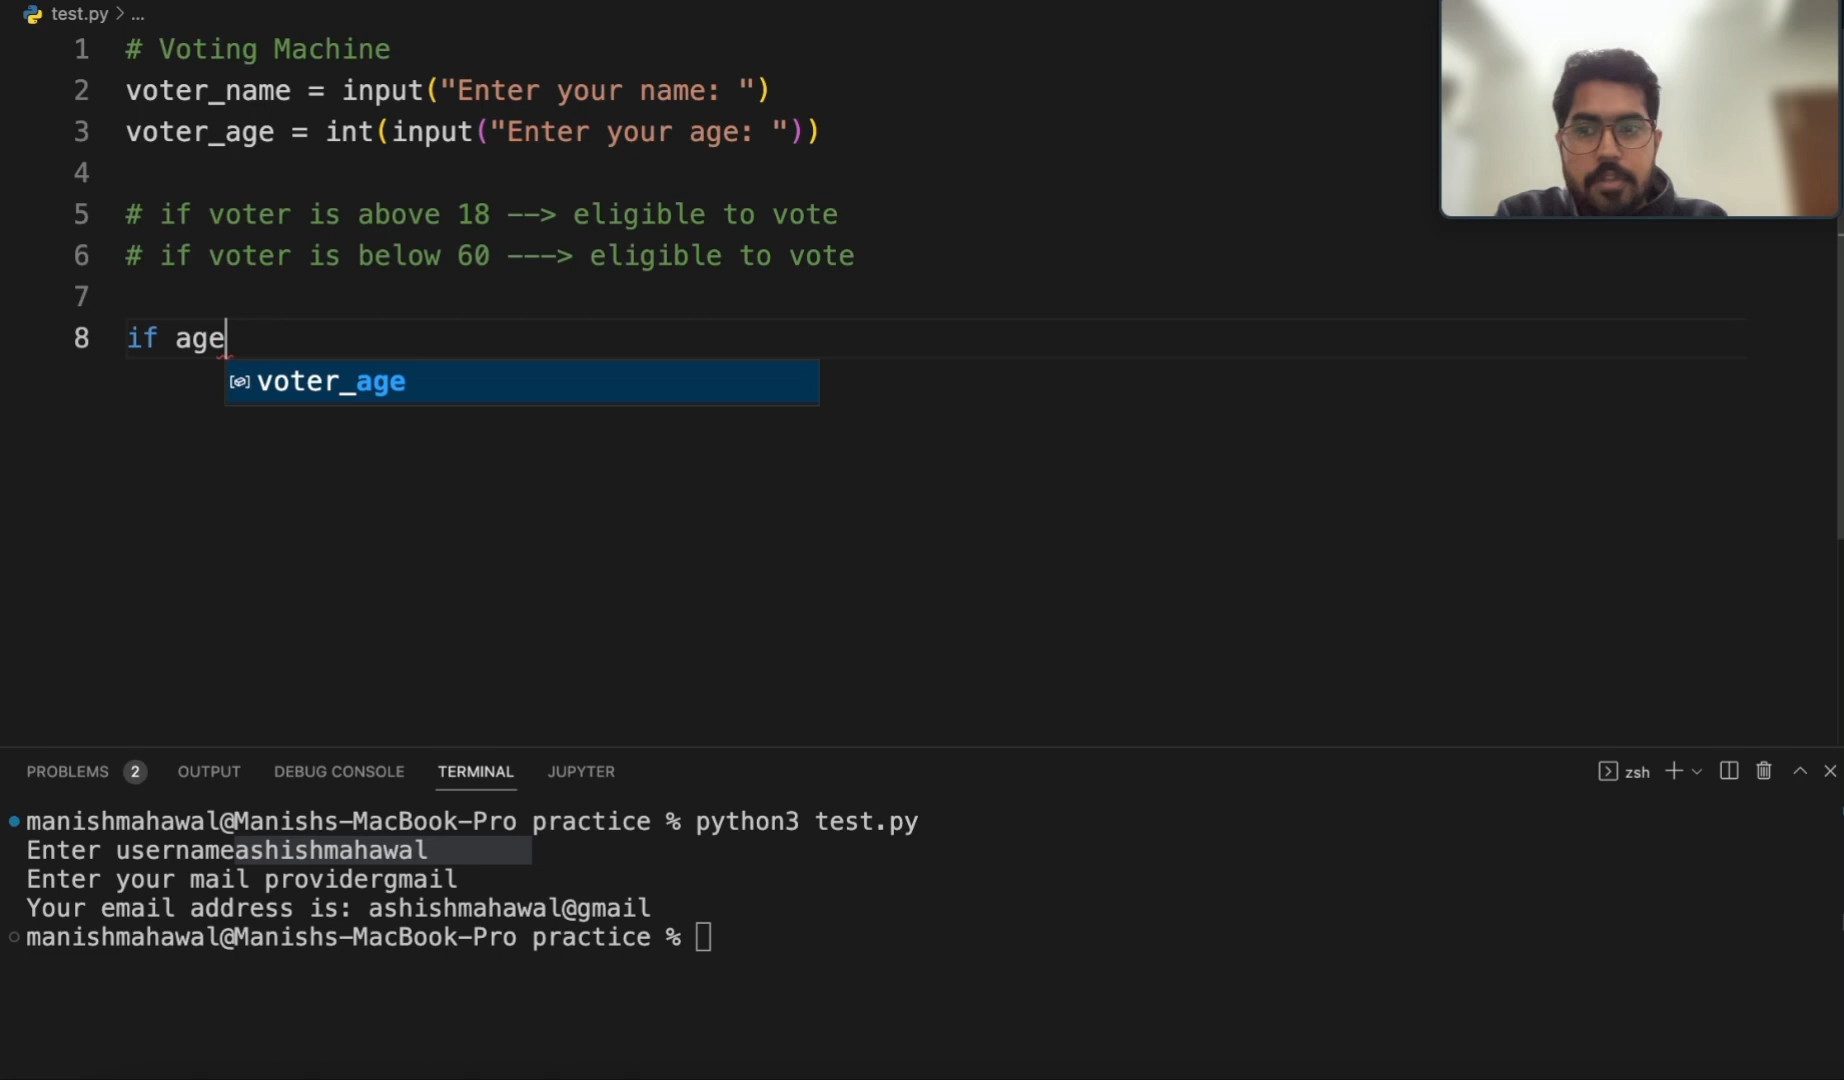 test.py > ...
1 # Voting Machine
2 voter_name = input("Enter your name: ")
3 voter_age = int(input("Enter your age: "))
4
5 # if voter is above 18 --> eligible to vote
6 # if voter is below 60 ---> eligible to vote
7
8 if age
voter_age
PROBLEMS 2 OUTPUT DEBUG CONSOLE TERMINAL JUPYTER zsh
manishmahawal@Manishs-MacBook-Pro practice % python3 test.py
Enter usernameashishmahawal
Enter your mail providergmail
Your email address is: ashishmahawal@gmail
manishmahawal@Manishs-MacBook-Pro practice %